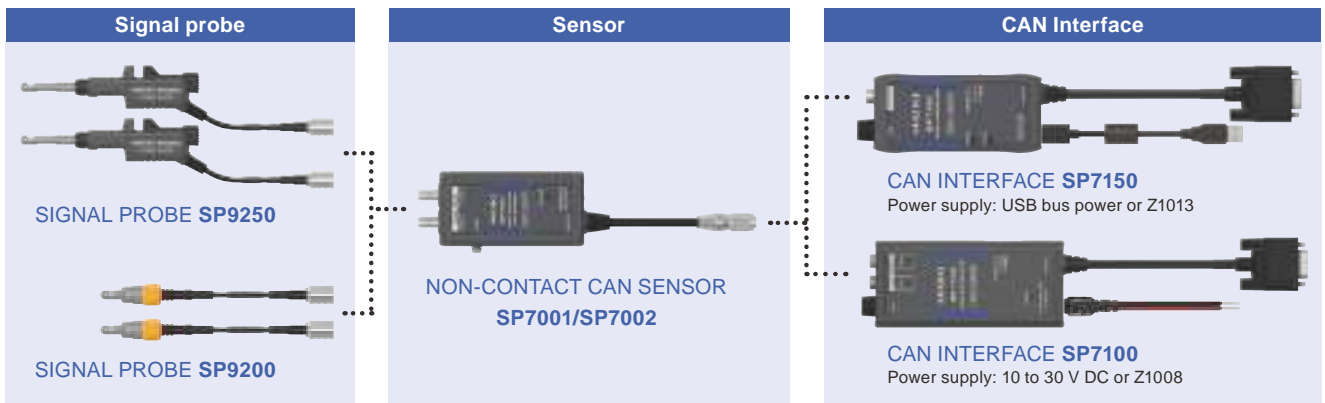 Signal probe
SIGNAL PROBE SP9250
SIGNAL PROBE SP9200
Sensor
NON-CONTACT CAN SENSOR
SP7001/SP7002
CAN Interface
CAN INTERFACE SP7150
Power supply: USB bus power or Z1013
CAN INTERFACE SP7100
Power supply: 10 to 30 V DC or Z1008